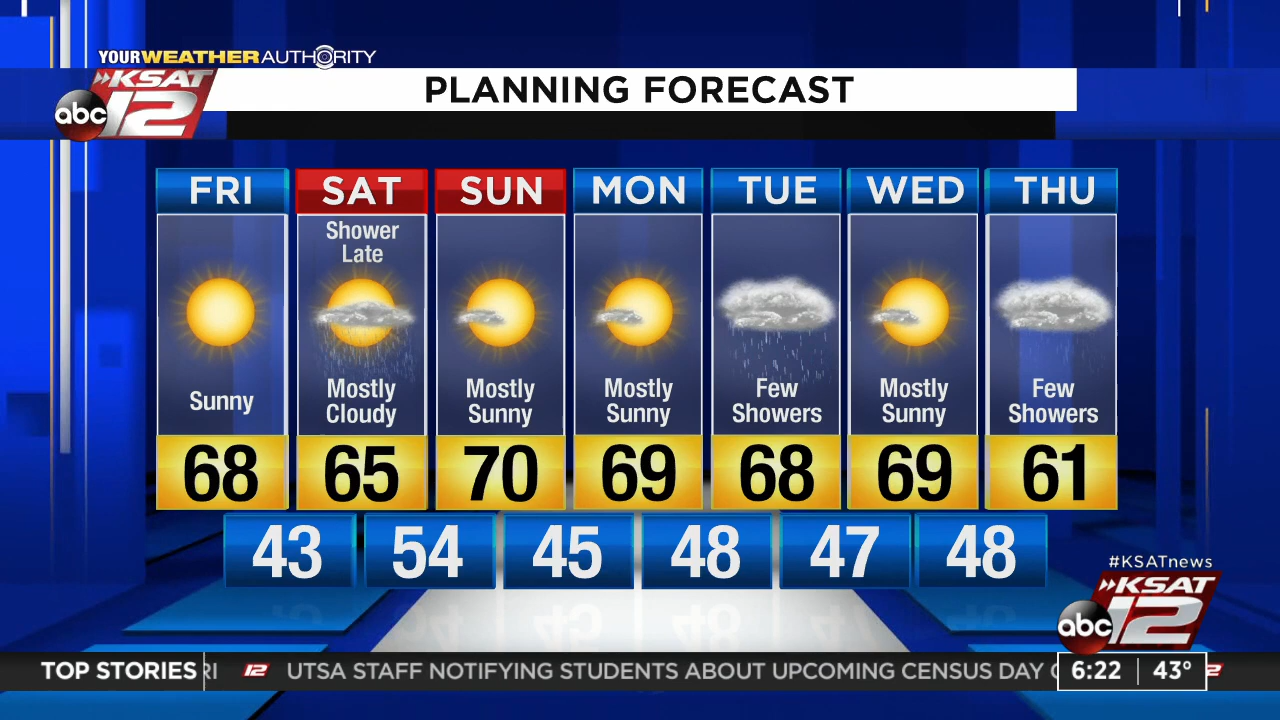 YOURWEATHERAUTHORITY
KSAT
abc 12
PLANNING FORECAST
FRI SAT SUN MON TUE WED THU
Shower
Late
Sunny
Mostly
Cloudy
Mostly
Sunny
Mostly
Sunny
Few
Showers
Mostly
Sunny
Few
Showers
68 65 70 69 68 69 61
43 54 45 48 47 48
#KSATnews
KSAT
abc 12
TOP STORIES RI 12 UTSA STAFF NOTIFYING STUDENTS ABOUT UPCOMING CENSUS DAY 6:22 43°